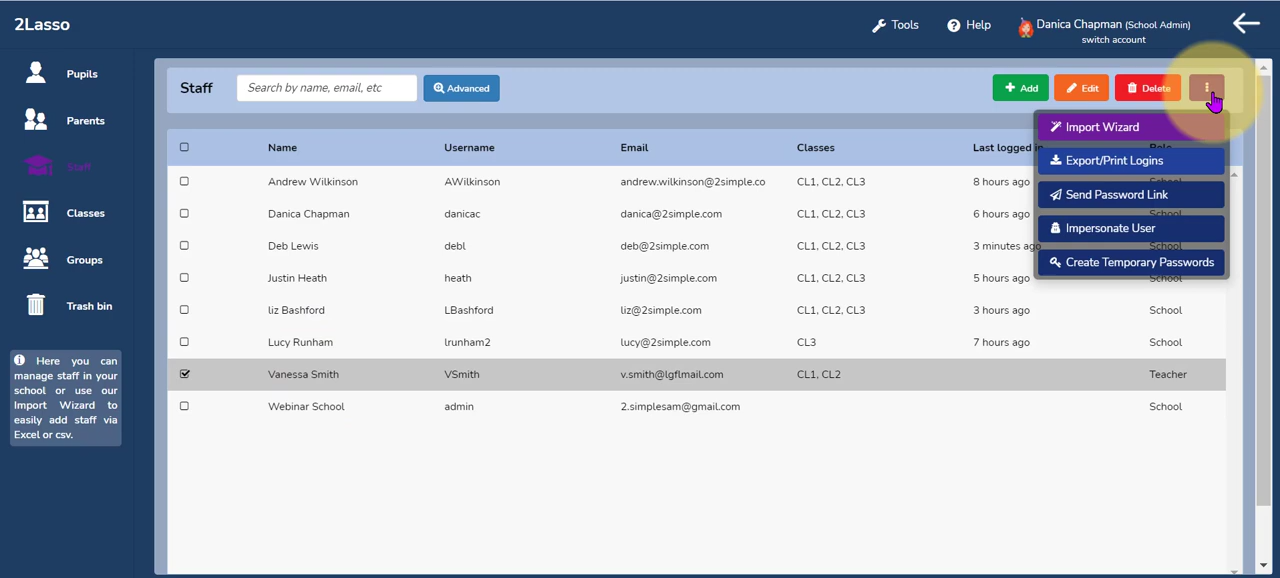 2Lasso
Tools
Help
Danica Chapman (School Admin)
switch account
Pupils
Parents
Staff
Classes
Groups
Trash bin
Here you can
manage staff in your
school or use our
Import Wizard to
easily add staff via
Excel or csv.
Staff
Search by name, email, etc
Advanced
Add
Edit
Delete
Import Wizard
Export/Print Logins
Send Password Link
Impersonate User
Create Temporary Passwords
Name Username Email Classes Last logged in Role
Andrew Wilkinson AWilkinson andrew.wilkinson@2simple.co CL1, CL2, CL3 8 hours ago School
Danica Chapman danicac danica@2simple.com CL1, CL2, CL3 6 hours ago School
Deb Lewis debl deb@2simple.com CL1, CL2, CL3 3 minutes ago School
Justin Heath heath justin@2simple.com CL1, CL2, CL3 5 hours ago School
liz Bashford LBashford liz@2simple.com CL1, CL2, CL3 3 hours ago School
Lucy Runham lrunham2 lucy@2simple.com CL3 7 hours ago School
Vanessa Smith VSmith v.smith@lgflmail.com CL1, CL2 Teacher
Webinar School admin 2.simplesam@gmail.com School